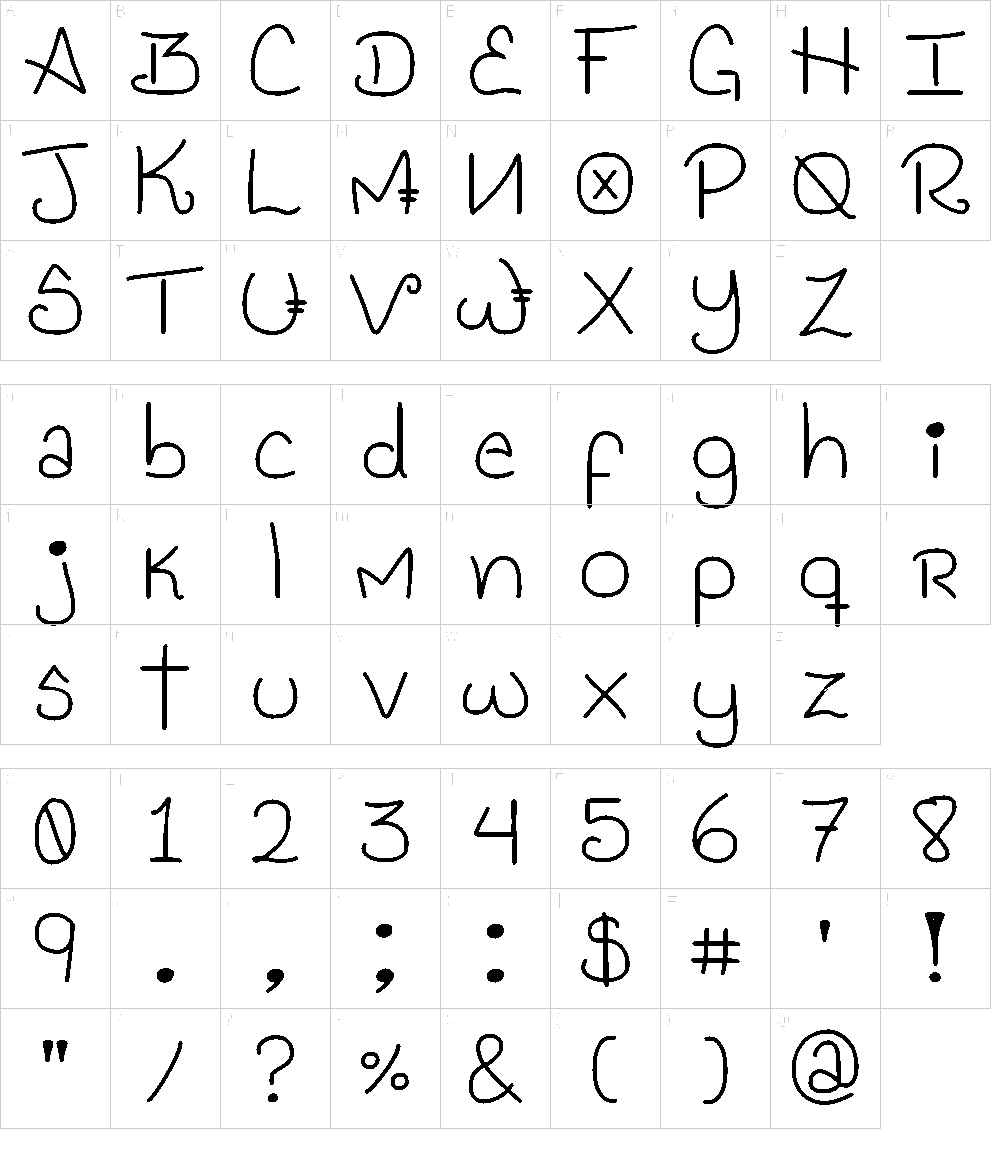 A B C D E F G H I
J K L M N O P Q R
S T U V W X Y Z
a b c d e f g h i
j k l m n o p q r
s t u v w x y z
0 1 2 3 4 5 6 7 8
9 . , ; : $ # ' !
" / ? % & ( ) @